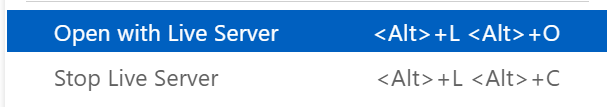 Open with Live Server <Alt>+L <Alt>+O
Stop Live Server <Alt>+L <Alt>+C